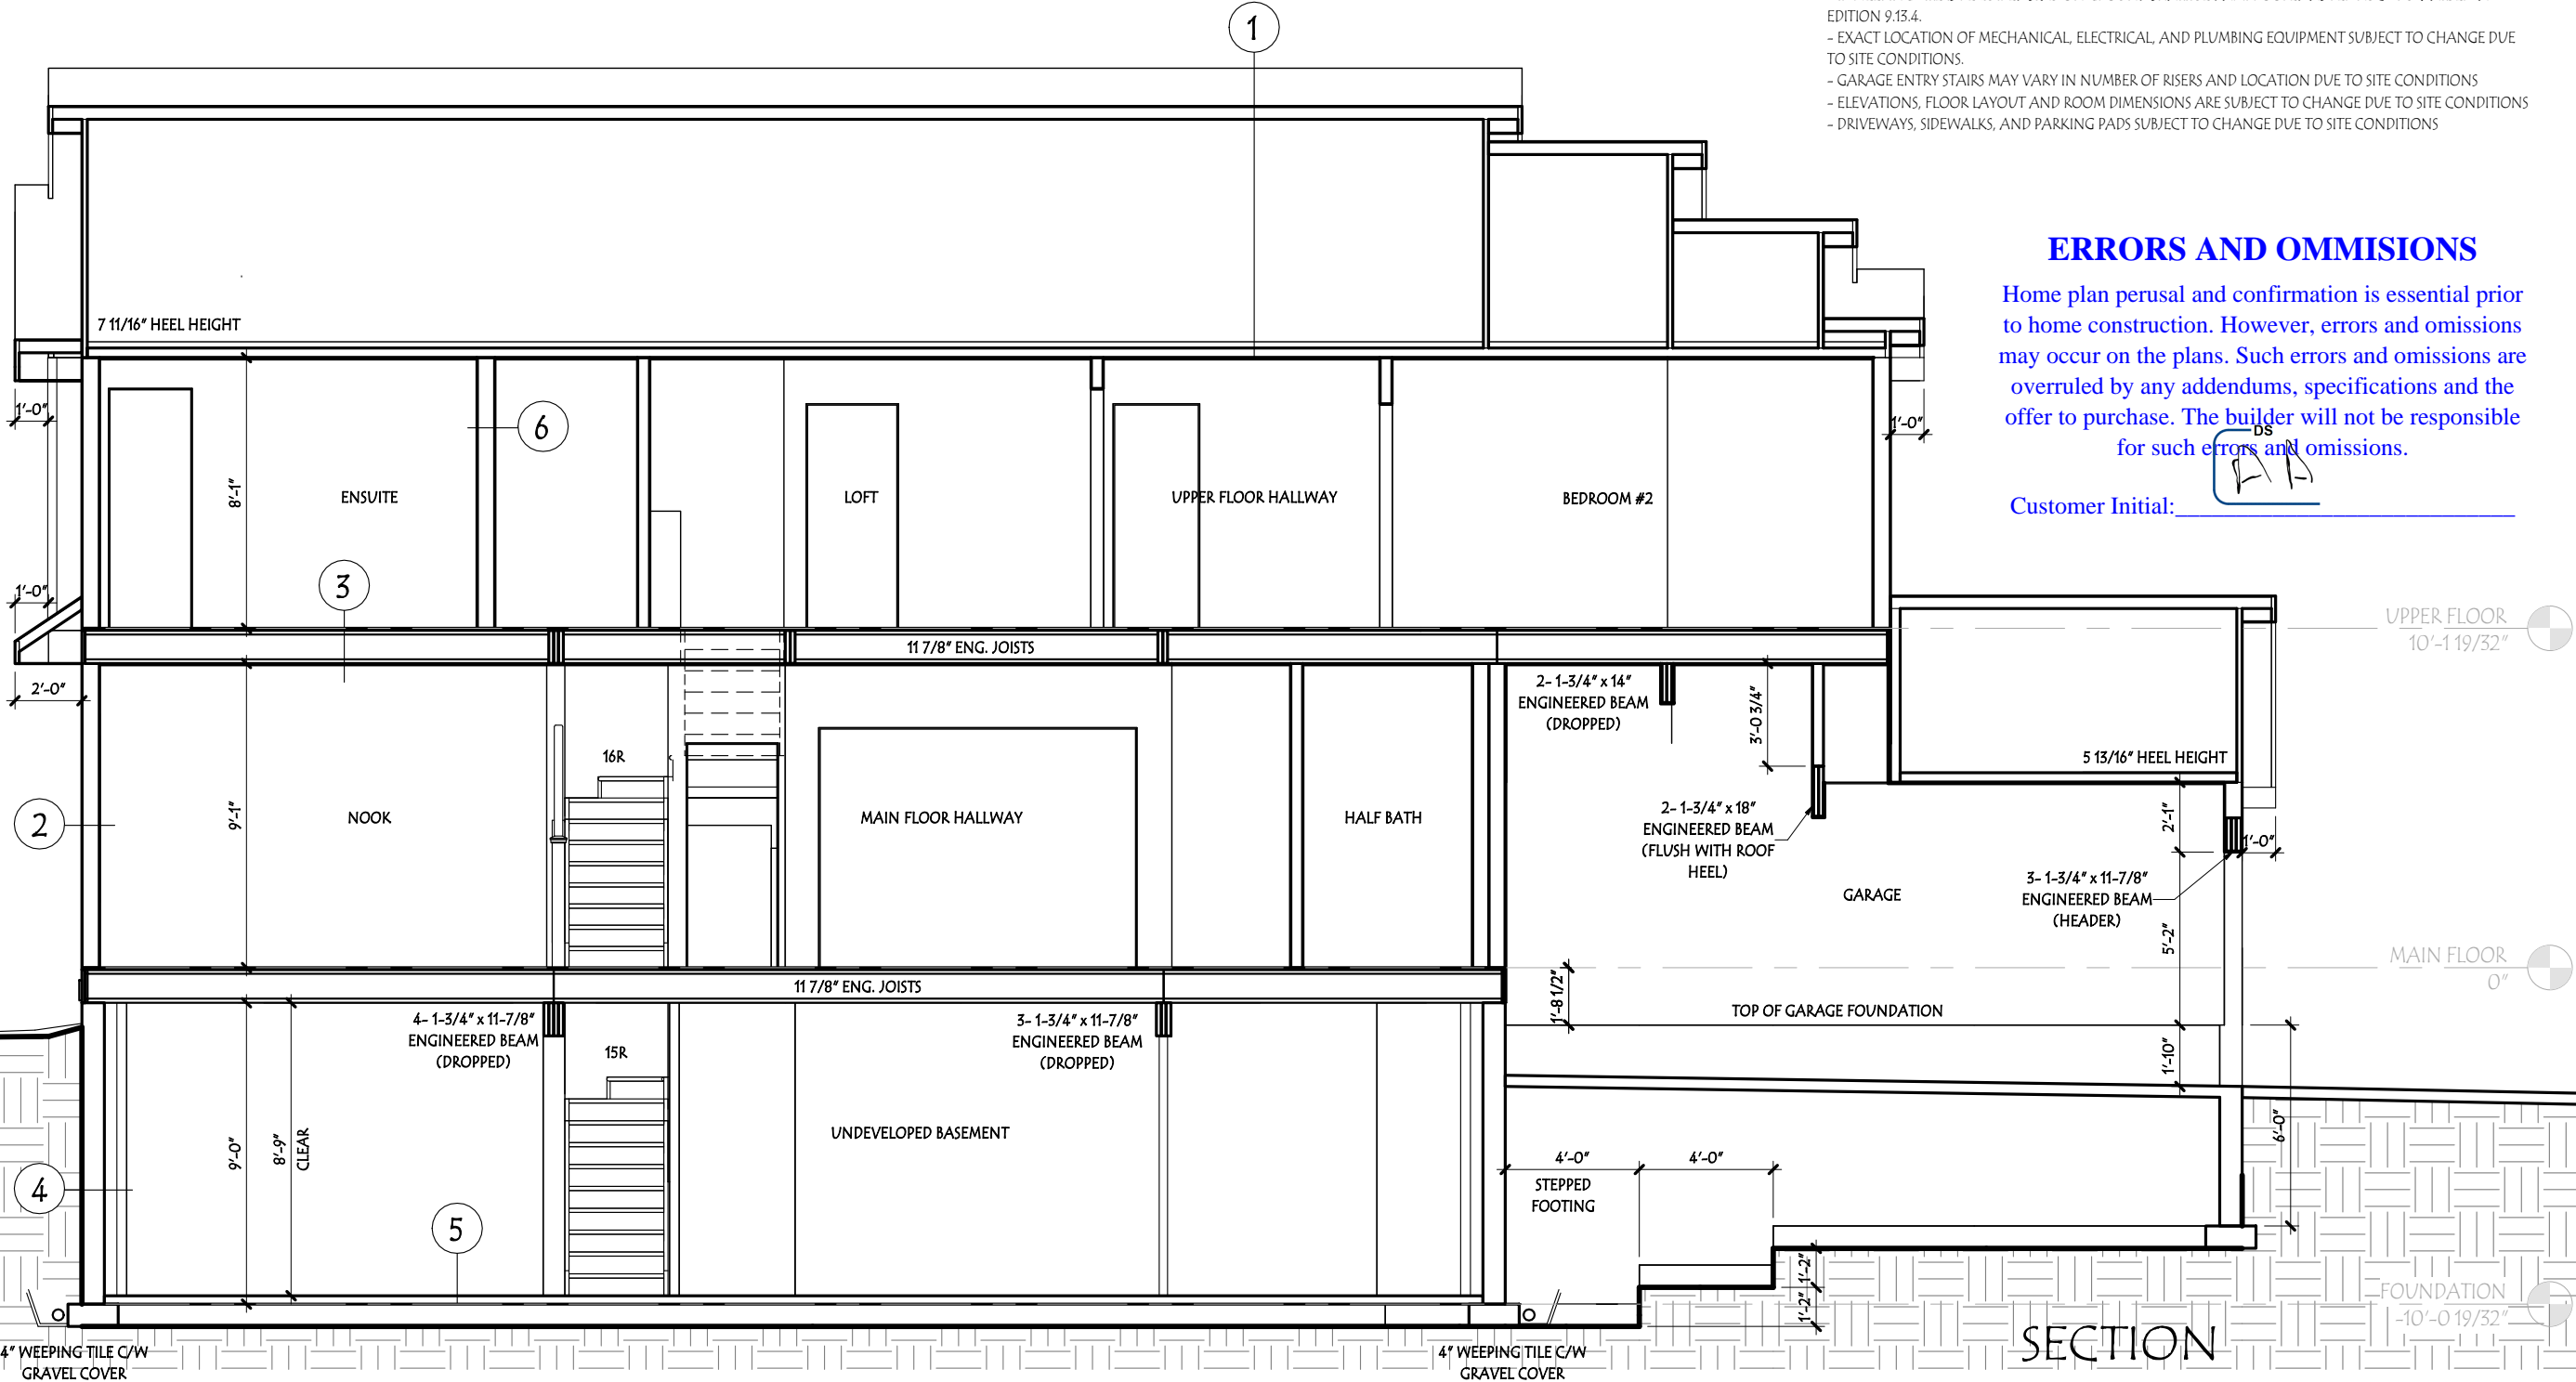 EDITION 9.13.4.
- EXACT LOCATION OF MECHANICAL, ELECTRICAL, AND PLUMBING EQUIPMENT SUBJECT TO CHANGE DUE
TO SITE CONDITIONS.
- GARAGE ENTRY STAIRS MAY VARY IN NUMBER OF RISERS AND LOCATION DUE TO SITE CONDITIONS
- ELEVATIONS, FLOOR LAYOUT AND ROOM DIMENSIONS ARE SUBJECT TO CHANGE DUE TO SITE CONDITIONS
- DRIVEWAYS, SIDEWALKS, AND PARKING PADS SUBJECT TO CHANGE DUE TO SITE CONDITIONS
1
ERRORS AND OMMISIONS
Home plan perusal and confirmation is essential prior
to home construction. However, errors and omissions
may occur on the plans. Such errors and omissions are
overruled by any addendums, specifications and the
offer to purchase. The builder will not be responsible
for such errors and omissions.
DS
Customer Initial:
7 11/16" HEEL HEIGHT
1'-0"
6
1'-0"
8'-1"
ENSUITE
LOFT
UPPER FLOOR HALLWAY
BEDROOM #2
3
1'-0"
UPPER FLOOR
10'-1 19/32"
11 7/8" ENG. JOISTS
2'-0"
2- 1-3/4" x 14"
ENGINEERED BEAM
(DROPPED)
3'-0 3/4"
16R
5 13/16" HEEL HEIGHT
2
9'-1"
NOOK
MAIN FLOOR HALLWAY
HALF BATH
2- 1-3/4" x 18"
ENGINEERED BEAM
(FLUSH WITH ROOF
HEEL)
2'-1"
1'-0"
GARAGE
3- 1-3/4" x 11-7/8"
ENGINEERED BEAM
(HEADER)
5'-2"
MAIN FLOOR
0"
11 7/8" ENG. JOISTS
1'-8 1/2"
TOP OF GARAGE FOUNDATION
4- 1-3/4" x 11-7/8"
ENGINEERED BEAM
(DROPPED)
15R
3- 1-3/4" x 11-7/8"
ENGINEERED BEAM
(DROPPED)
1'-10"
6'-0"
9'-0"
8'-9"
CLEAR
UNDEVELOPED BASEMENT
4'-0"
4'-0"
STEPPED
FOOTING
4
5
1'-2"
1'-2"
FOUNDATION
-10'-0 19/32"
SECTION
4" WEEPING TILE C/W
GRAVEL COVER
4" WEEPING TILE C/W
GRAVEL COVER